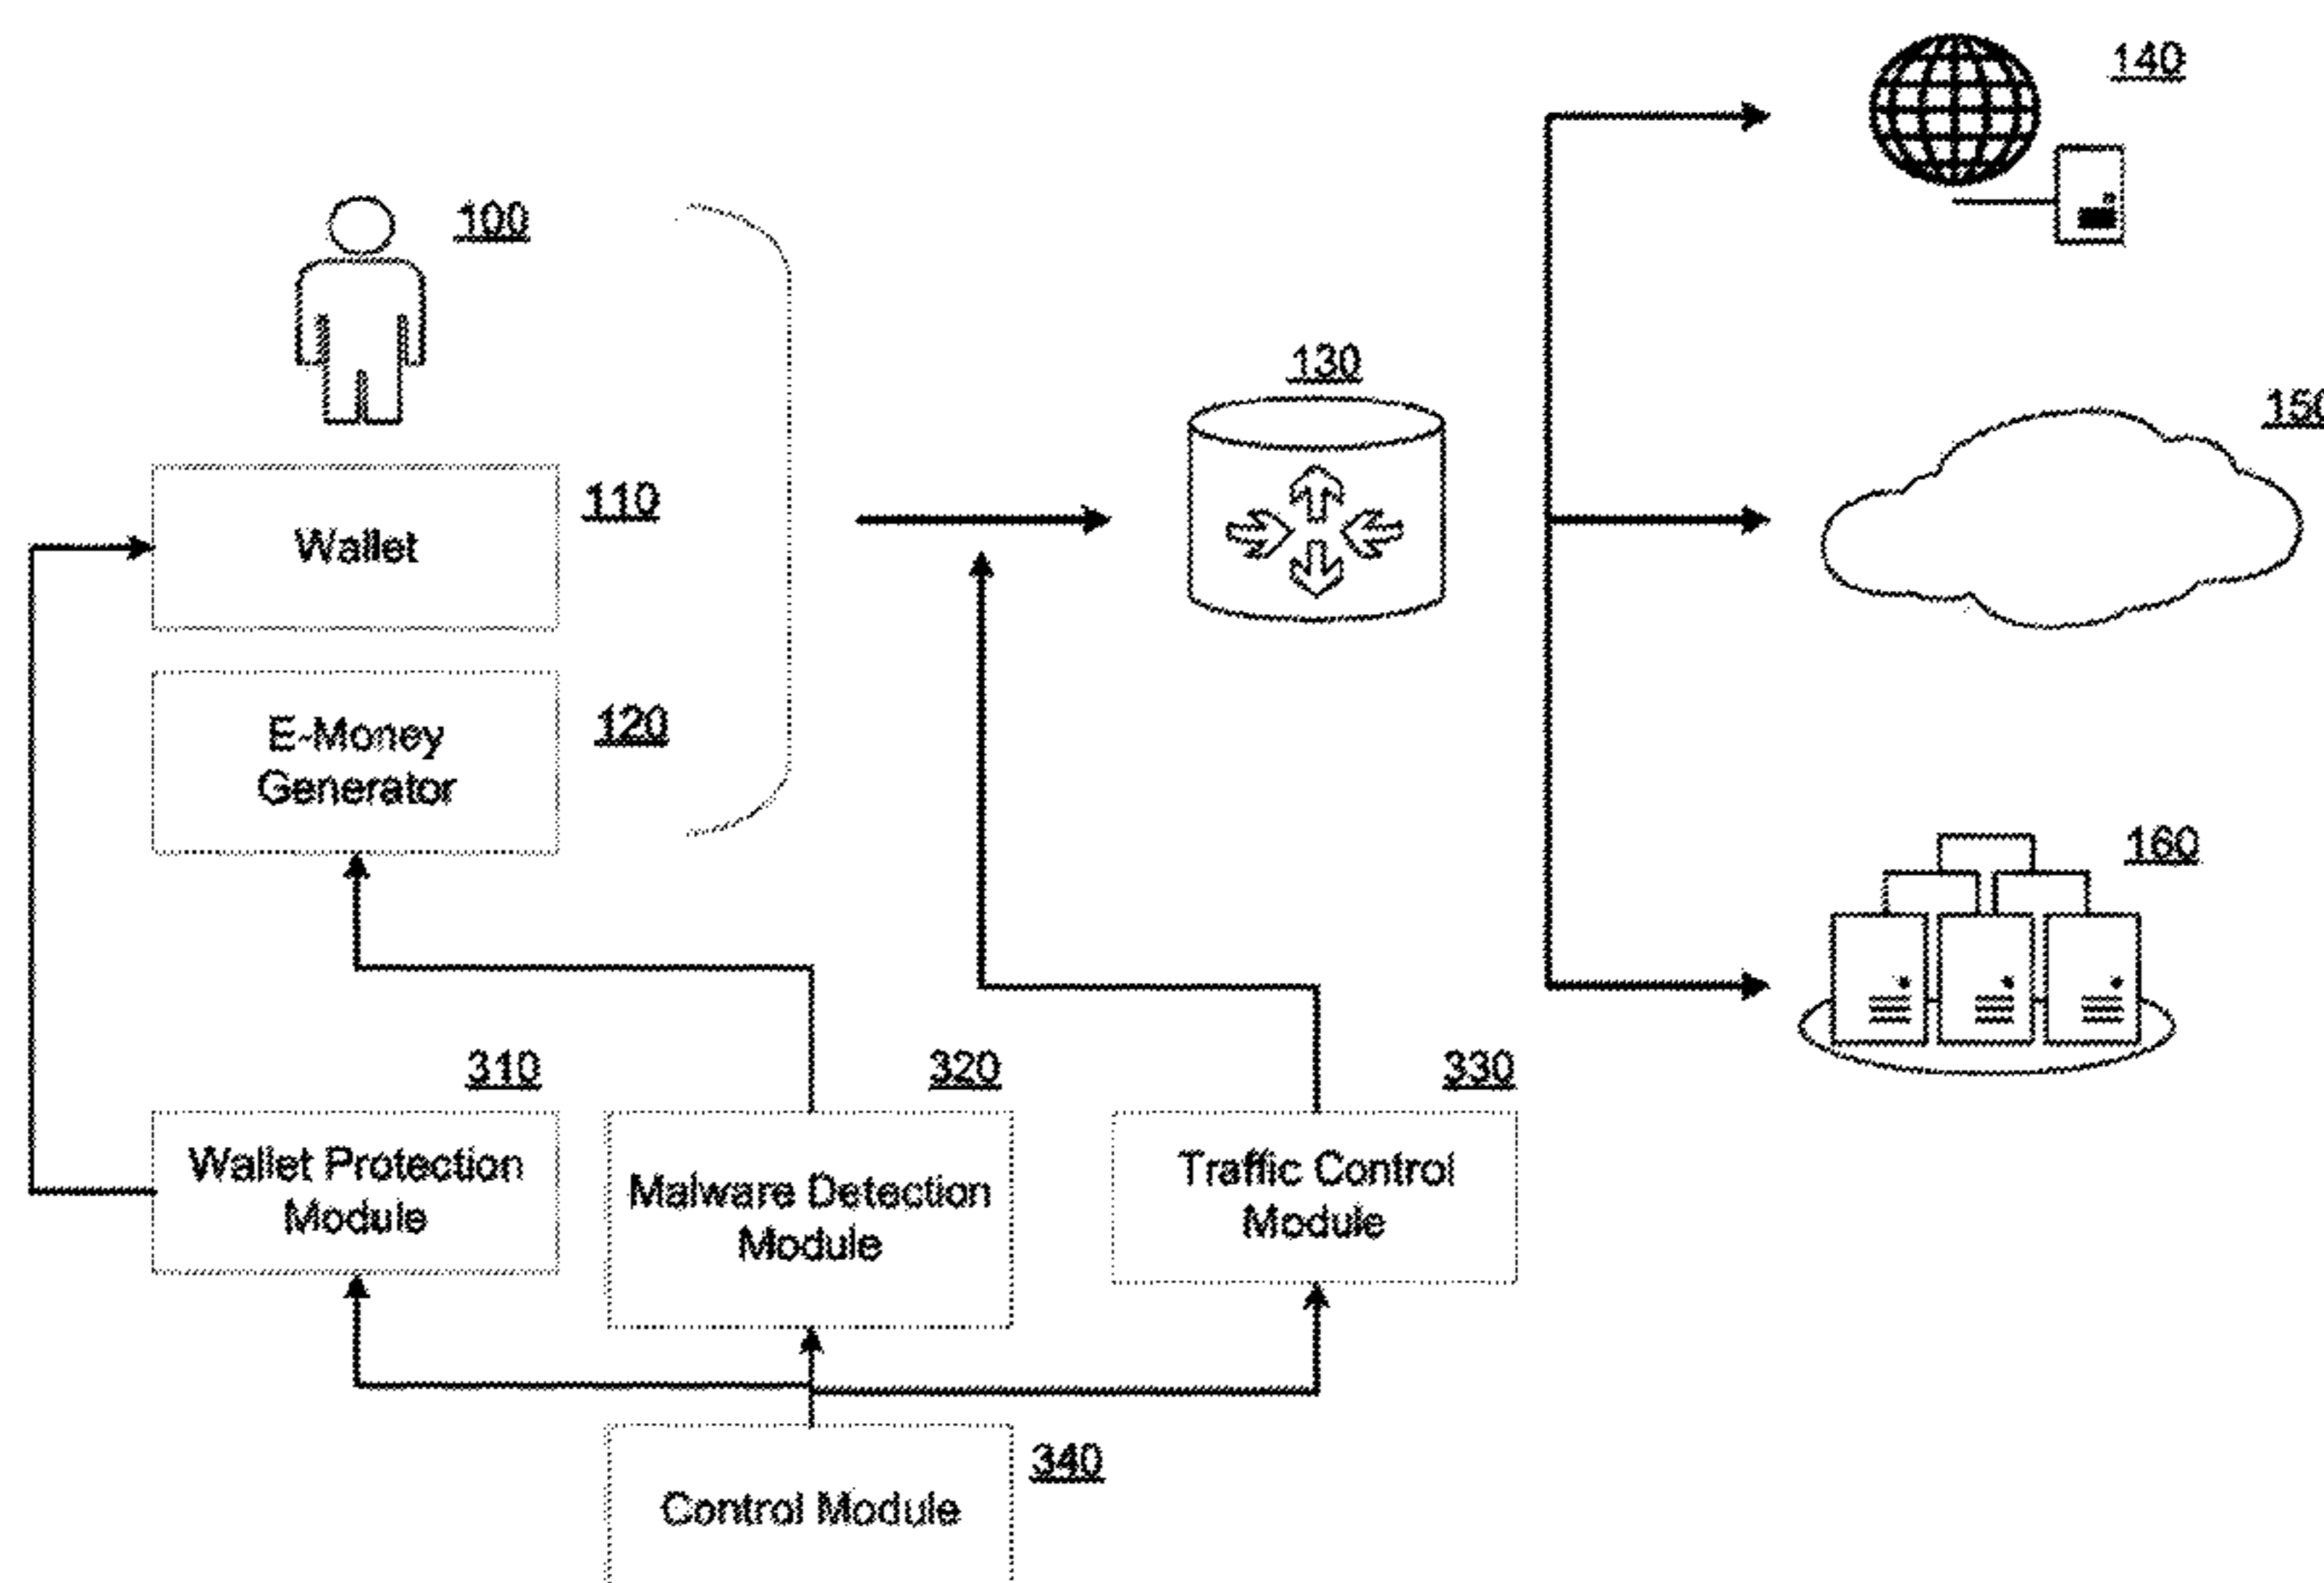 140
100
130
150
110
Wallet
120
E-Money
Generator
160
310
320
330
Wallet Protection
Module
Malware Detection
Module
Traffic Control
Module
340
Control Module